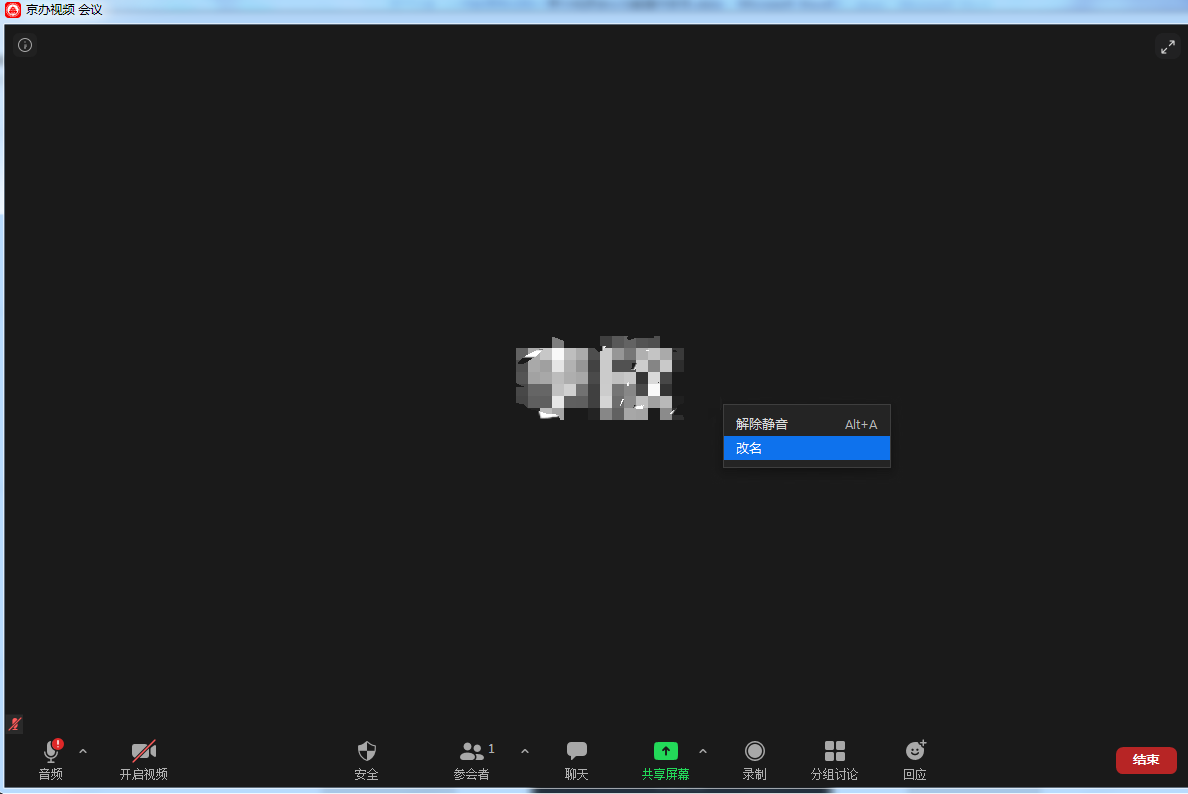 京办视频 会议
解除静音 Alt+A
改名
1
音频
开启视频
安全
参会者
聊天
共享屏幕
录制
分组讨论
回应
结束